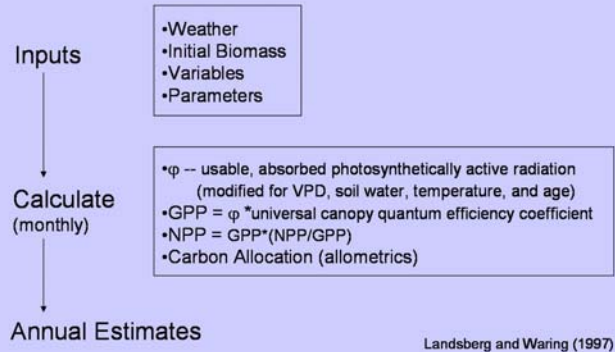 Inputs
•Weather
•Initial Biomass
•Variables
•Parameters
Calculate
(monthly)
•φ -- usable, absorbed photosynthetically active radiation
(modified for VPD, soil water, temperature, and age)
•GPP = φ *universal canopy quantum efficiency coefficient
•NPP = GPP*(NPP/GPP)
•Carbon Allocation (allometrics)
Annual Estimates
Landsberg and Waring (1997)